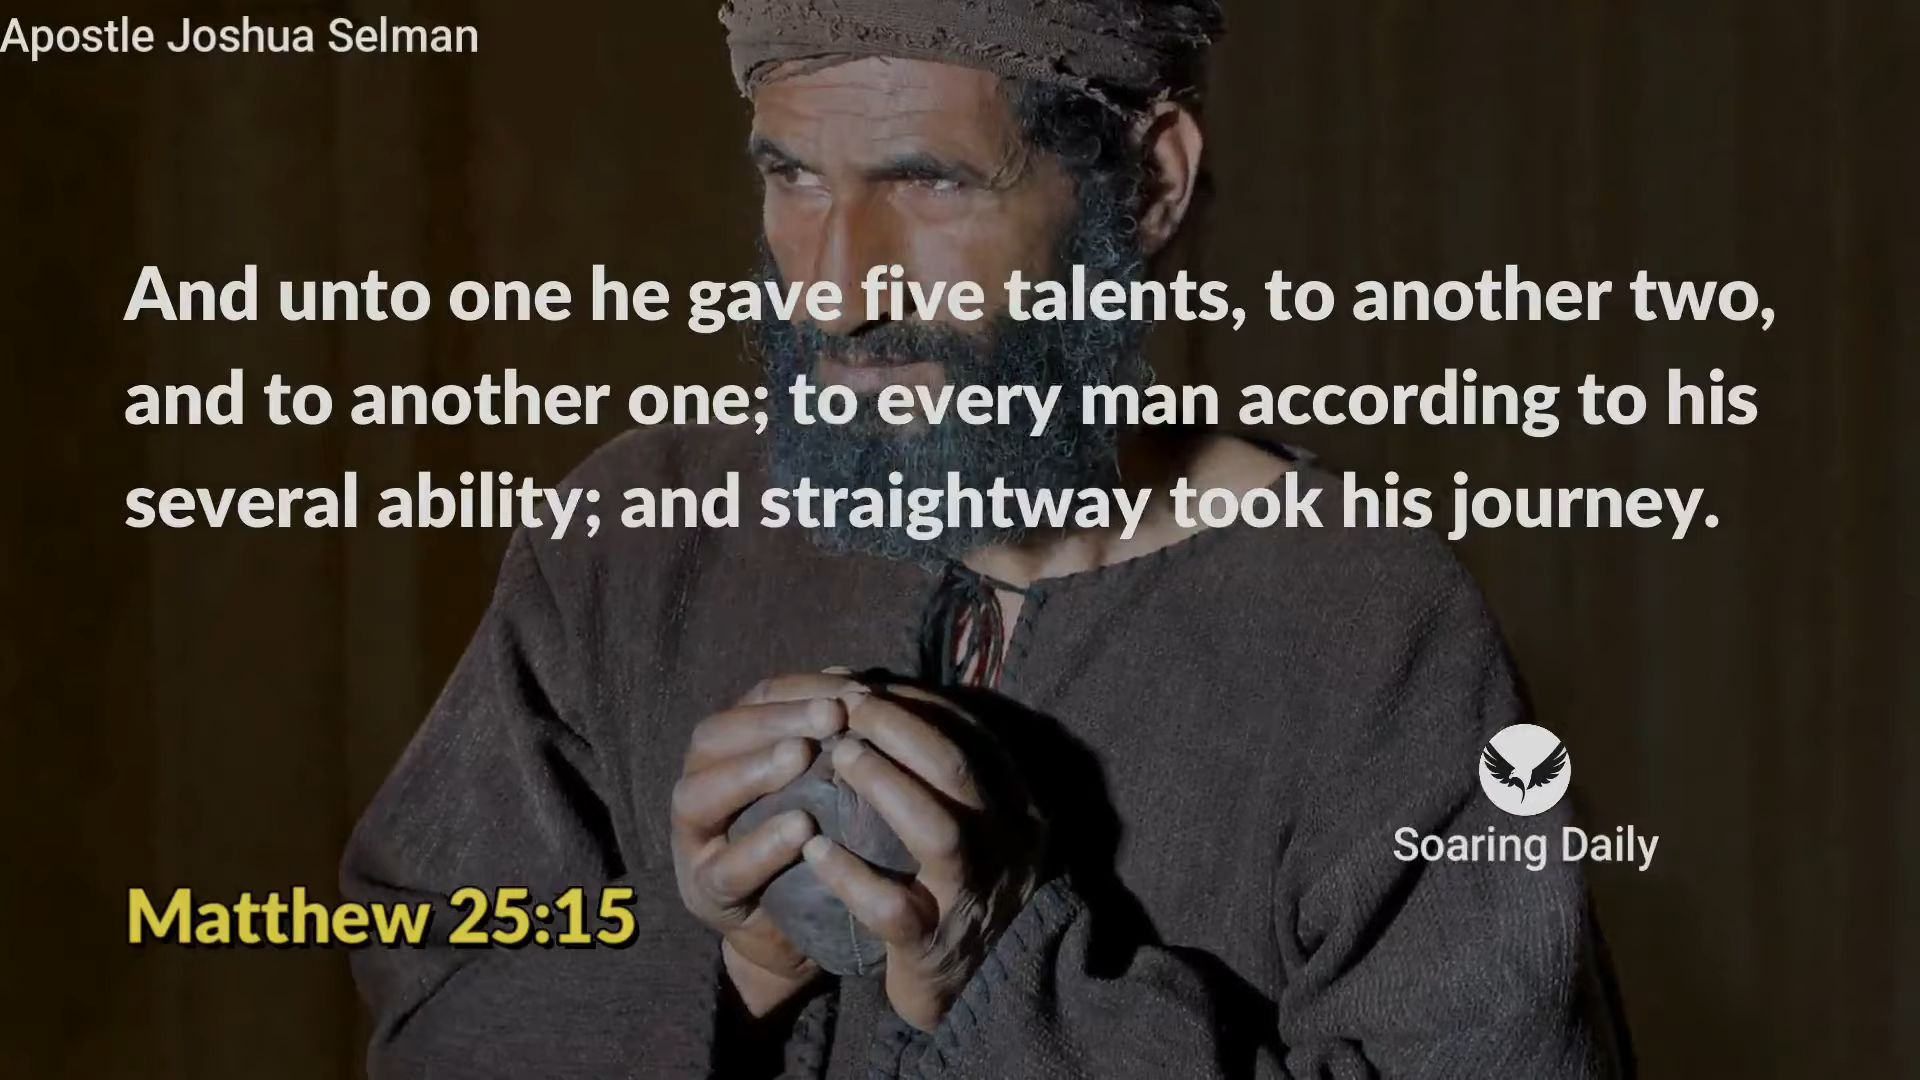 Apostle Joshua Selman
And unto one he gave five talents, to another two,
and to another one; to every man according to his
several ability; and straightway took his journey.
Soaring Daily
Matthew 25:15